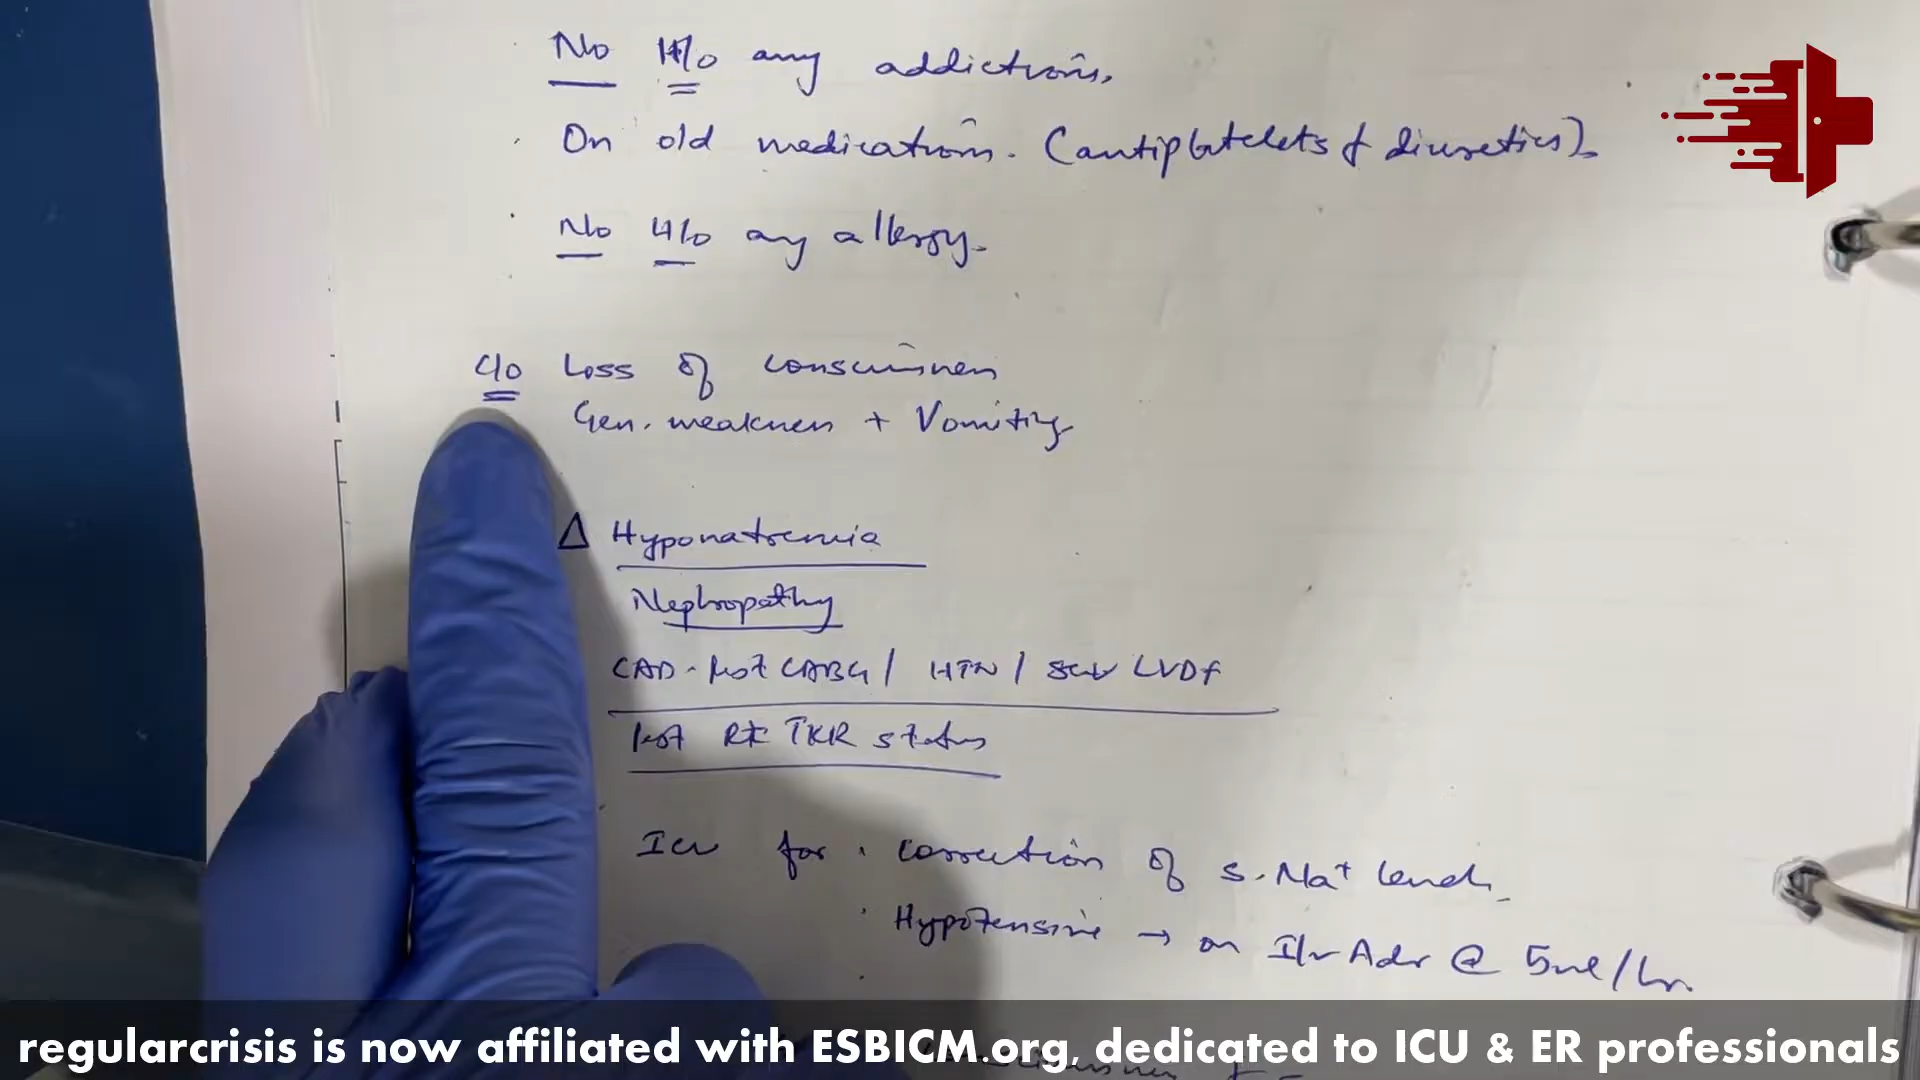 No H/o any addictions.
On old medications. (antiplatelets & diuretics).
No H/o any allergy.
C/o Loss of consciousness
Gen. weakness + Vomiting
Δ Hyponatremia
Nephropathy
CAD - Post CABG / HTN / Sev LVDf
Post Rt TKR status
ICU for . correction of S. Na+ levels.
. Hypotensive → on I/v Adr @ 5ml/hr.
regularcrisis is now affiliated with ESBICM.org, dedicated to ICU & ER professionals